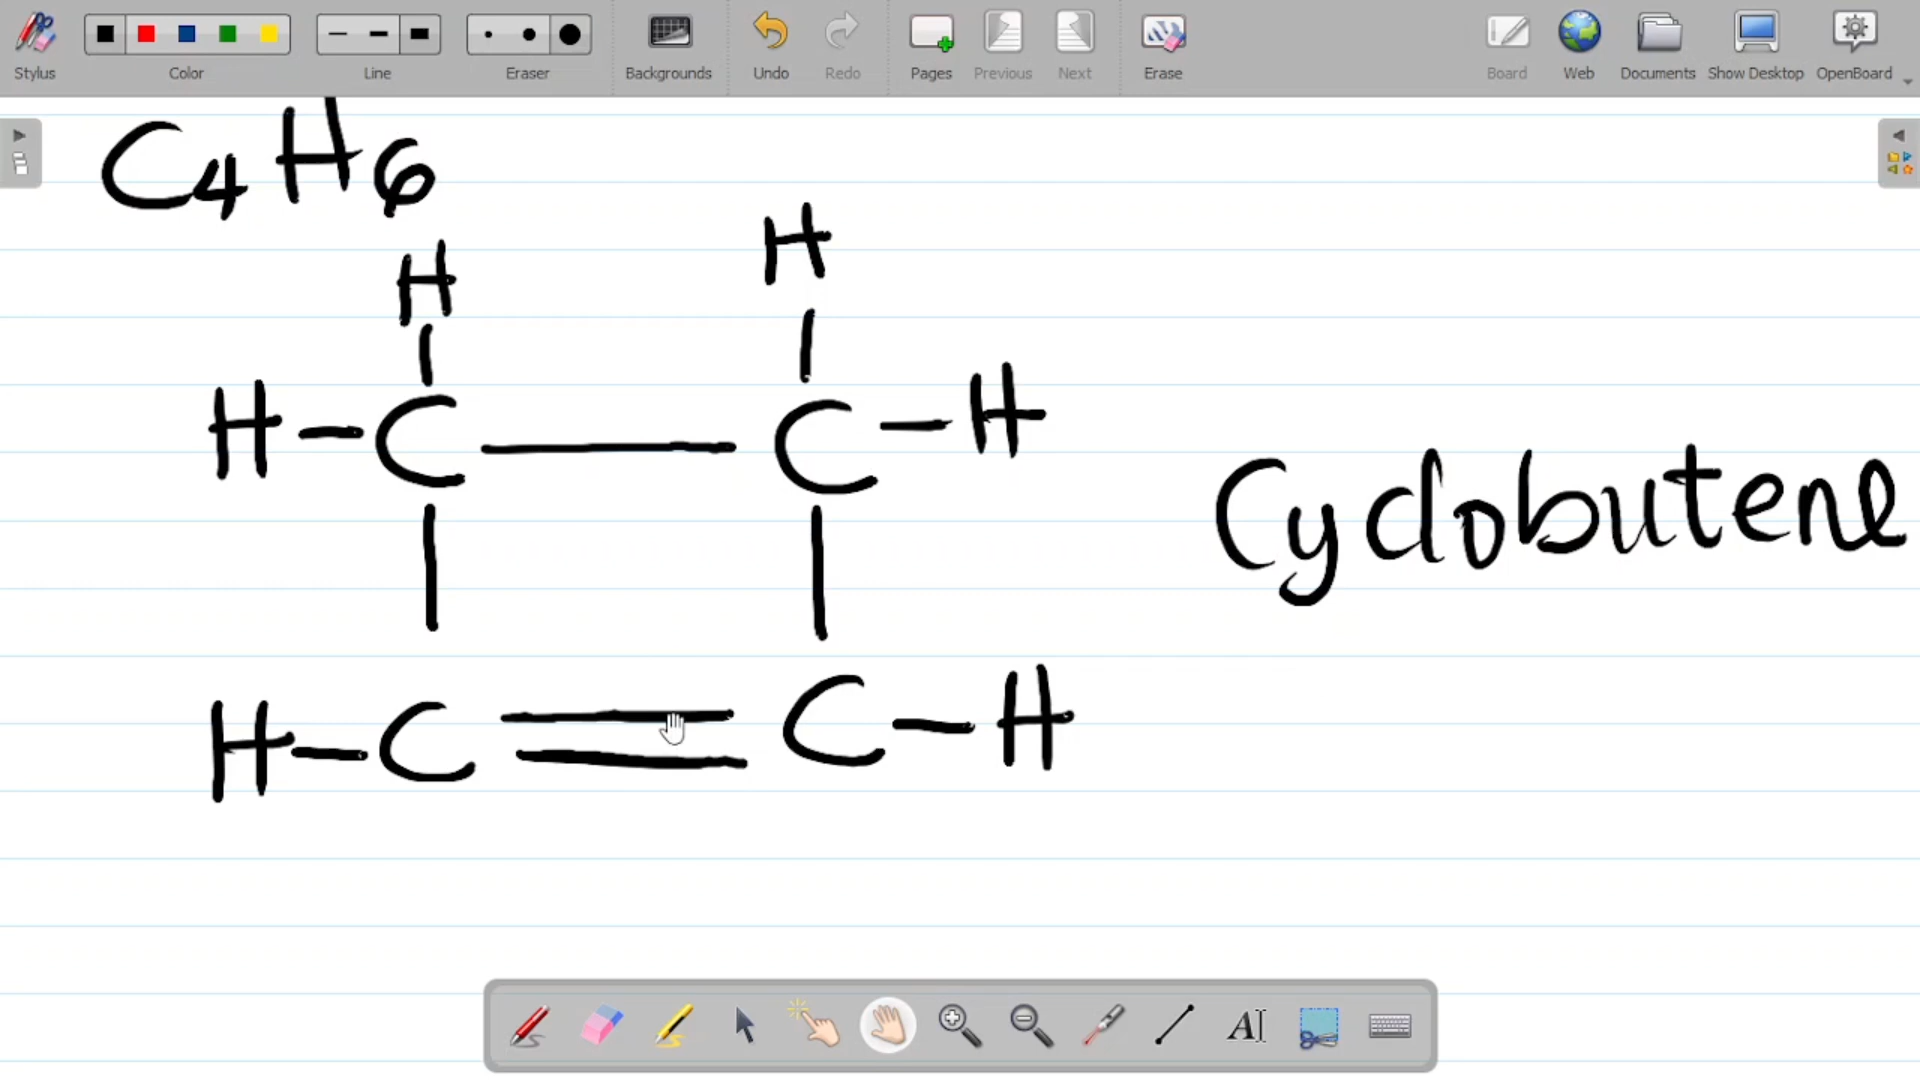 Stylus Color Line Eraser Backgrounds Undo Redo Pages Previous Next Erase Board Web Documents Show Desktop OpenBoard
C4H6
H H
H-C—C-H
Cyclobutene
H-C=C-H